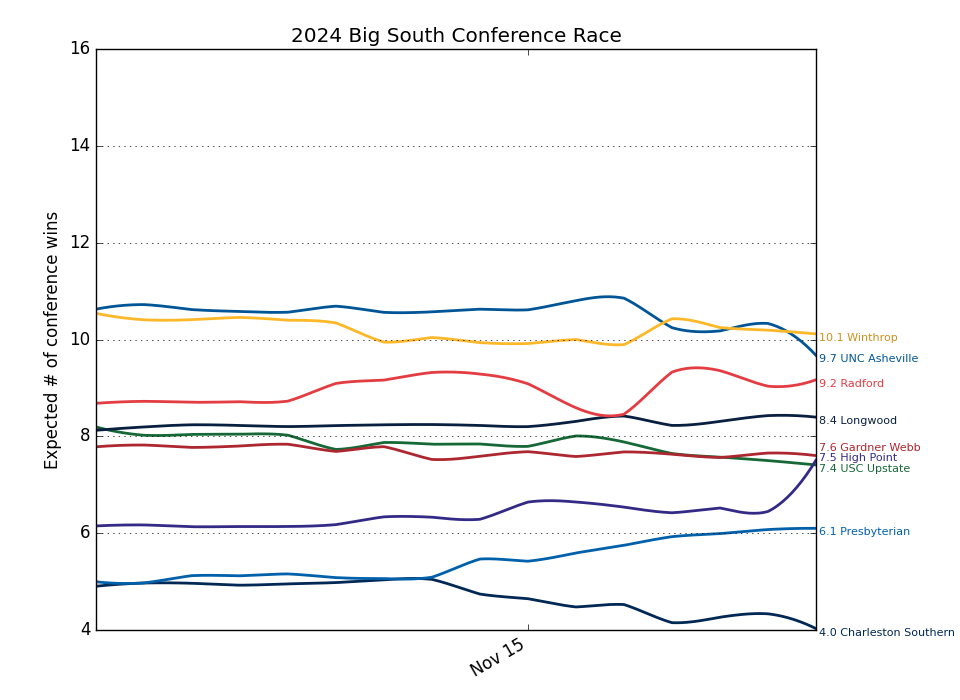 2024 Big South Conference Race
Expected # of conference wins
16
14
12
10
8
6
4
Nov 15
10.1 Winthrop
9.7 UNC Asheville
9.2 Radford
8.4 Longwood
7.6 Gardner Webb
7.5 High Point
7.4 USC Upstate
6.1 Presbyterian
4.0 Charleston Southern